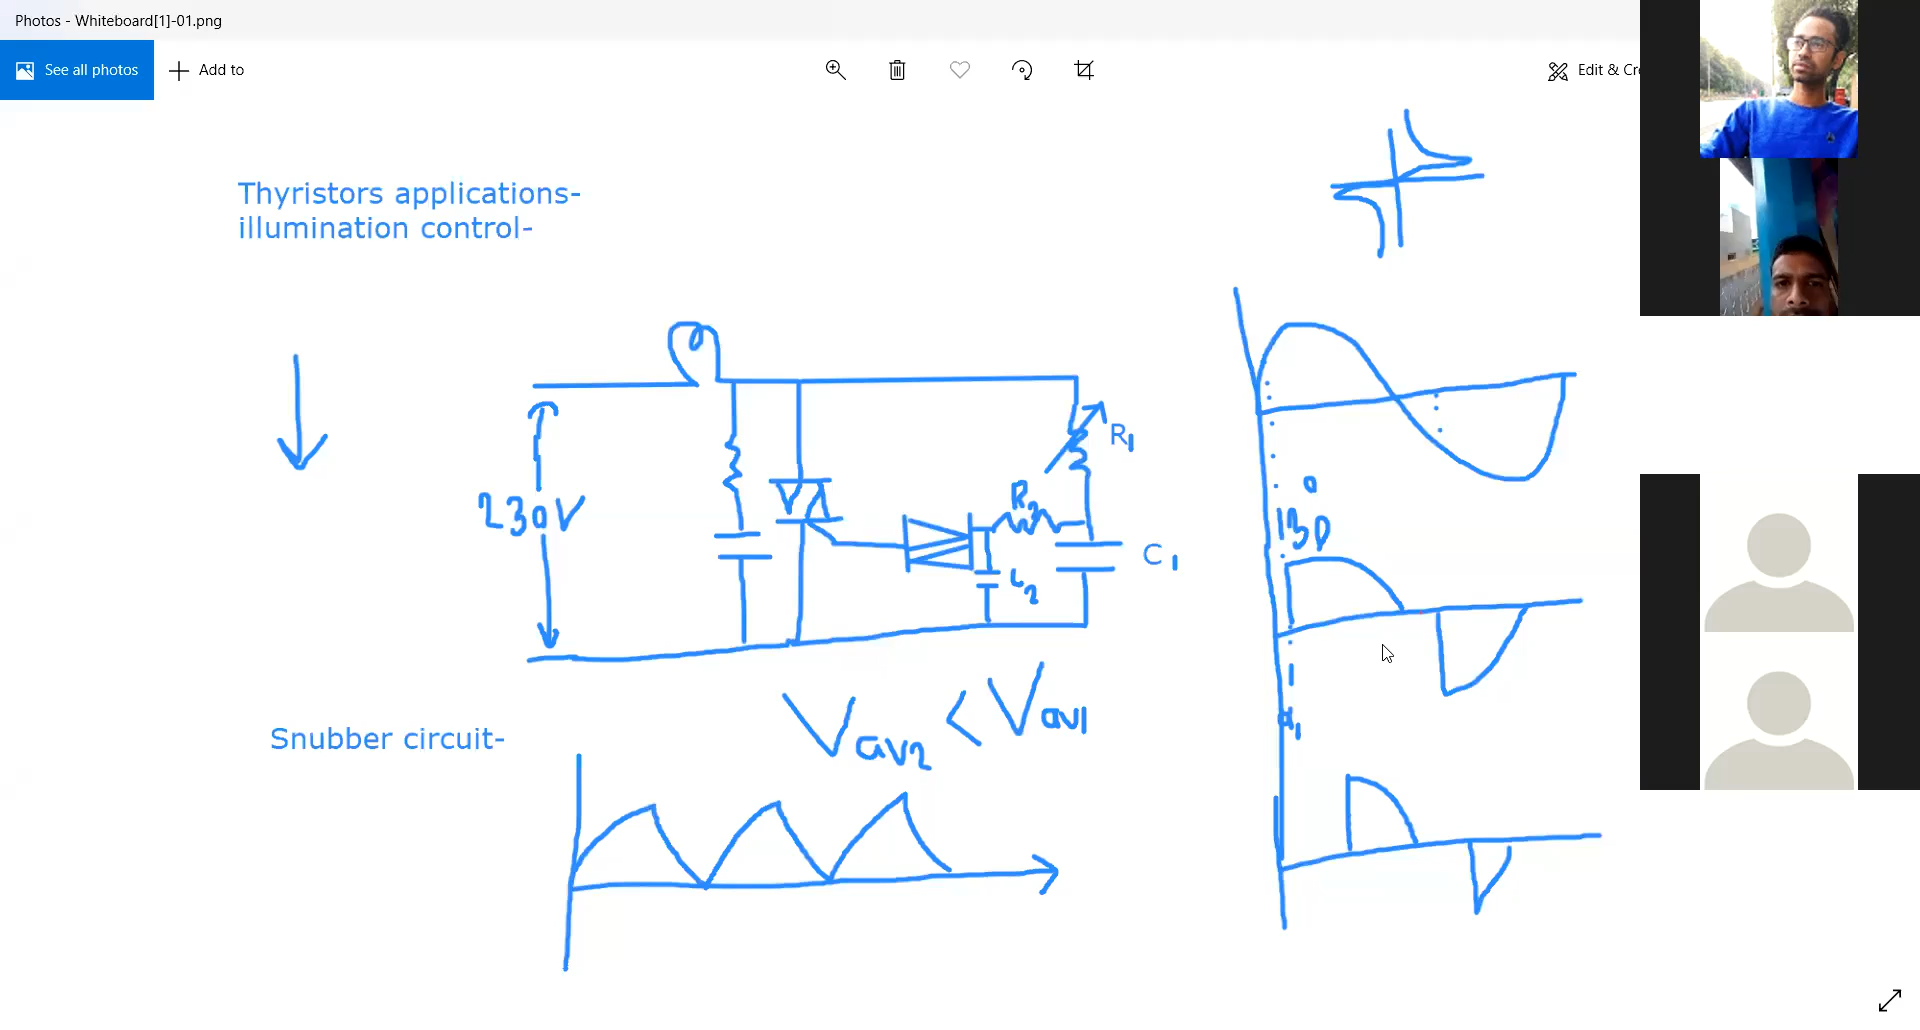 Photos - Whiteboard[1]-01.png
See all photos
Add to
Edit & Cr
Thyristors applications-
illumination control-
R1
R2
230V
C1
C2
130
α1
Snubber circuit-
Vav2 < Vav1